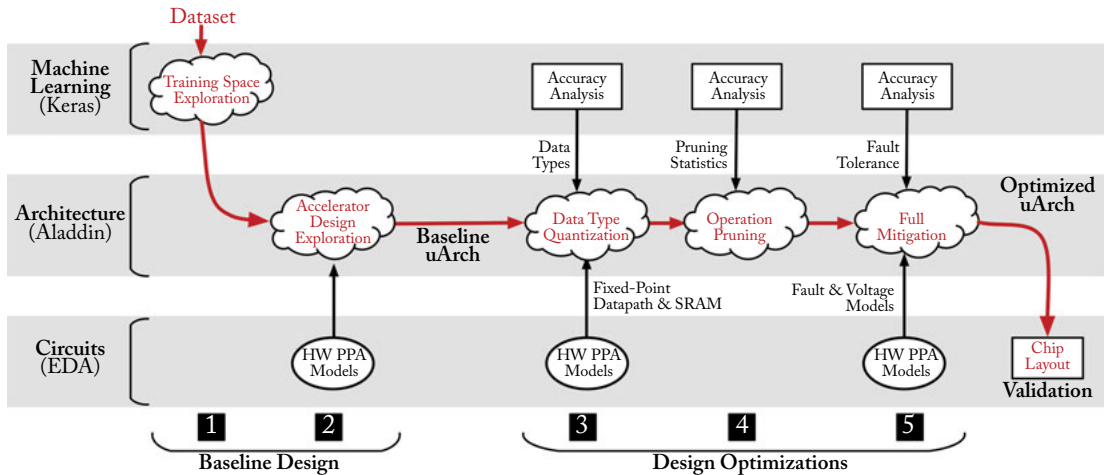 Dataset
Machine
Learning
(Keras)
Training Space
Exploration
Accuracy
Analysis
Accuracy
Analysis
Accuracy
Analysis
Data
Types
Pruning
Statistics
Fault
Tolerance
Architecture
(Aladdin)
Accelerator
Design
Exploration
Baseline
uArch
Data Type
Quantization
Operation
Pruning
Full
Mitigation
Optimized
uArch
Fixed-Point
Datapath & SRAM
Fault & Voltage
Models
Circuits
(EDA)
HW PPA
Models
HW PPA
Models
HW PPA
Models
Chip
Layout
Validation
1
2
3
4
5
Baseline Design
Design Optimizations